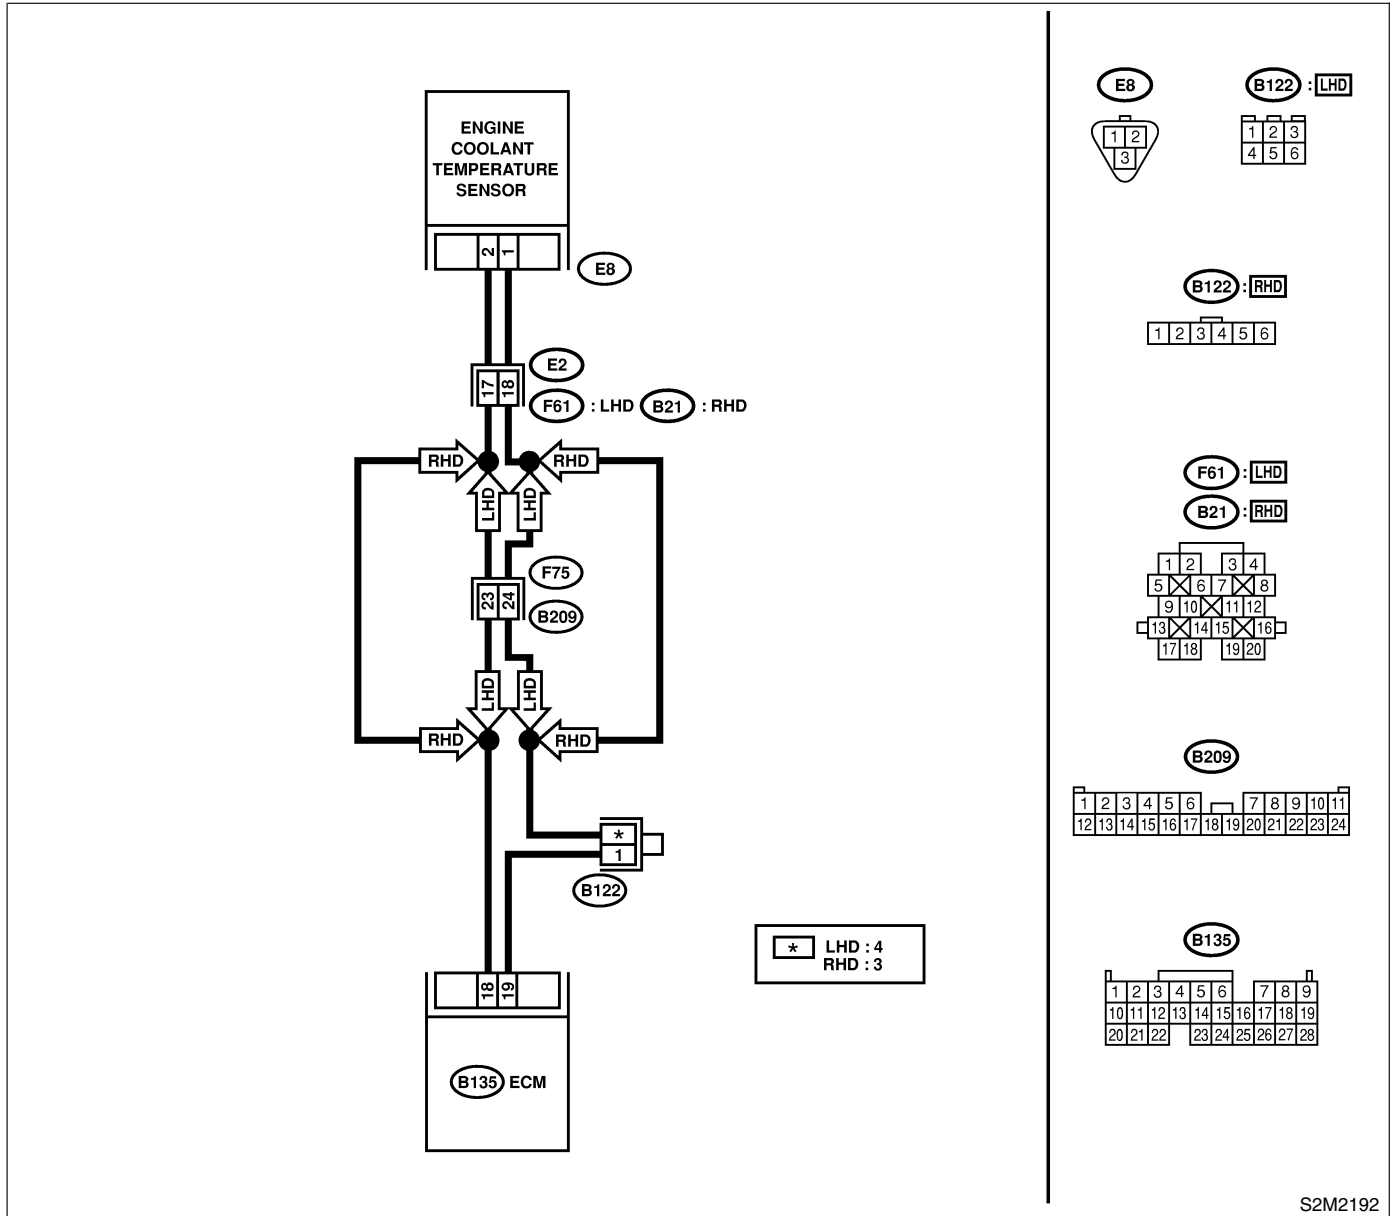 ENGINE
COOLANT
TEMPERATURE
SENSOR
2 1
E8
E2
17 18
F61 : LHD B21 : RHD
RHD RHD
LHD LHD
F75
23 24
B209
LHD LHD
RHD RHD
*
1
B122
* LHD : 4
RHD : 3
18 19
B135 ECM
E8
1 2
3
B122 : LHD
1 2 3
4 5 6
B122 : RHD
1 2 3 4 5 6
F61 : LHD
B21 : RHD
1 2 3 4
5 6 7 8
9 10 11 12
13 14 15 16
17 18 19 20
B209
1 2 3 4 5 6 7 8 9 10 11
12 13 14 15 16 17 18 19 20 21 22 23 24
B135
1 2 3 4 5 6 7 8 9
10 11 12 13 14 15 16 17 18 19
20 21 22 23 24 25 26 27 28
S2M2192